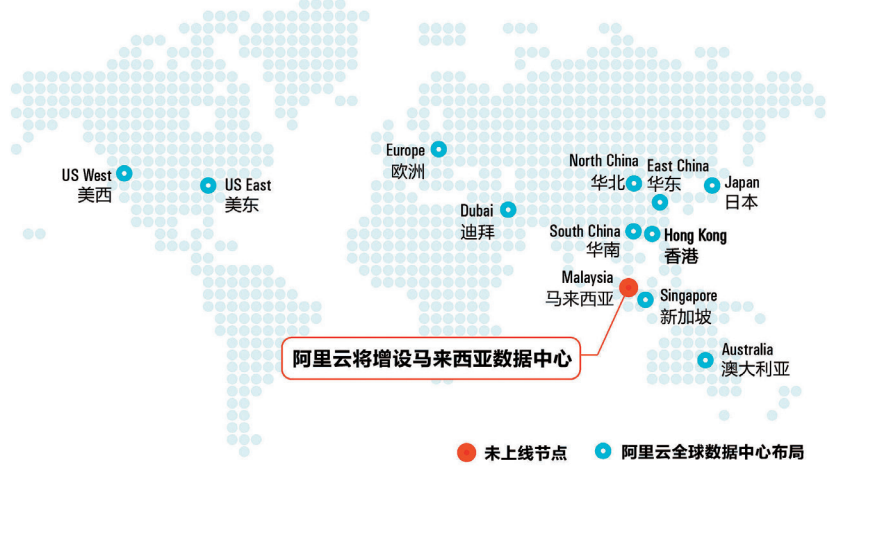 Europe
欧洲
US West
美西
US East
美东
North China
华北
East China
华东
Japan
日本
Dubai
迪拜
South China
华南
Hong Kong
香港
Malaysia
马来西亚
Singapore
新加坡
阿里云将增设马来西亚数据中心
Australia
澳大利亚
未上线节点
阿里云全球数据中心布局